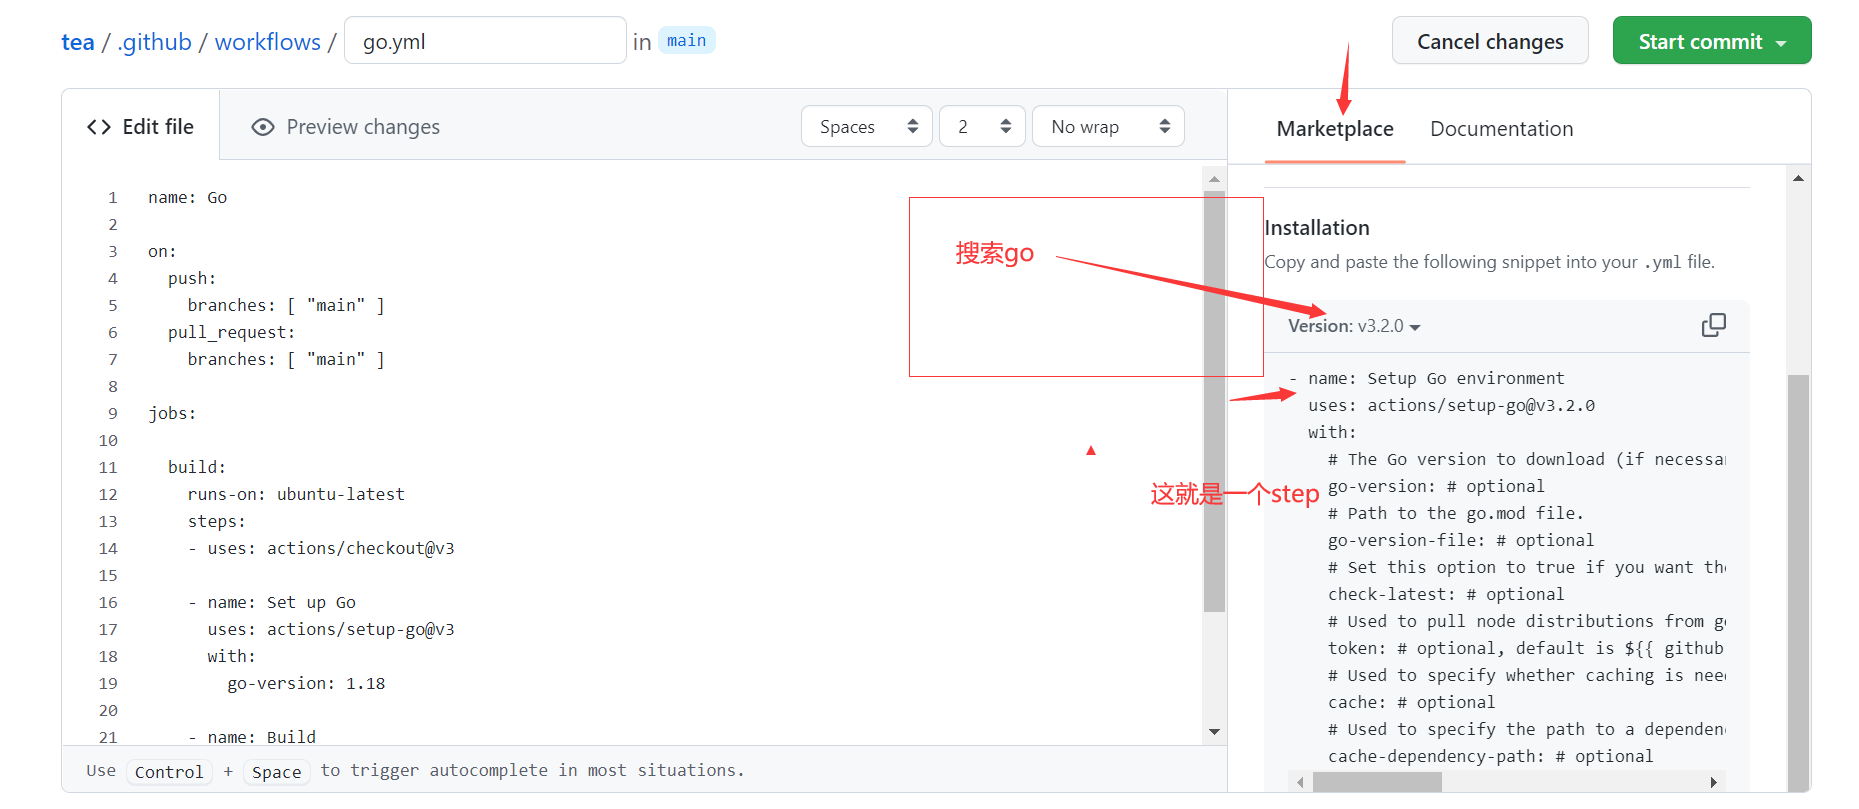 tea / .github / workflows / go.yml in main
Cancel changes
Start commit
Edit file
Preview changes
Spaces
2
No wrap
Marketplace
Documentation
1 name: Go
2
3 on:
4 push:
5 branches: [ "main" ]
6 pull_request:
7 branches: [ "main" ]
8
9 jobs:
10
11 build:
12 runs-on: ubuntu-latest
13 steps:
14 - uses: actions/checkout@v3
15
16 - name: Set up Go
17 uses: actions/setup-go@v3
18 with:
19 go-version: 1.18
20
21 - name: Build
Use Control + Space to trigger autocomplete in most situations.
搜索go
这就是一个step
Installation
Copy and paste the following snippet into your .yml file.
Version: v3.2.0
- name: Setup Go environment
uses: actions/setup-go@v3.2.0
with:
# The Go version to download (if
go-version: # optional
# Path to the go.mod file.
go-version-file: # optional
# Set this option to true if you want
check-latest: # optional
# Used to pull node distributions from
token: # optional, default is ${{ github
# Used to specify whether caching is
cache: # optional
# Used to specify the path to a
cache-dependency-path: # optional